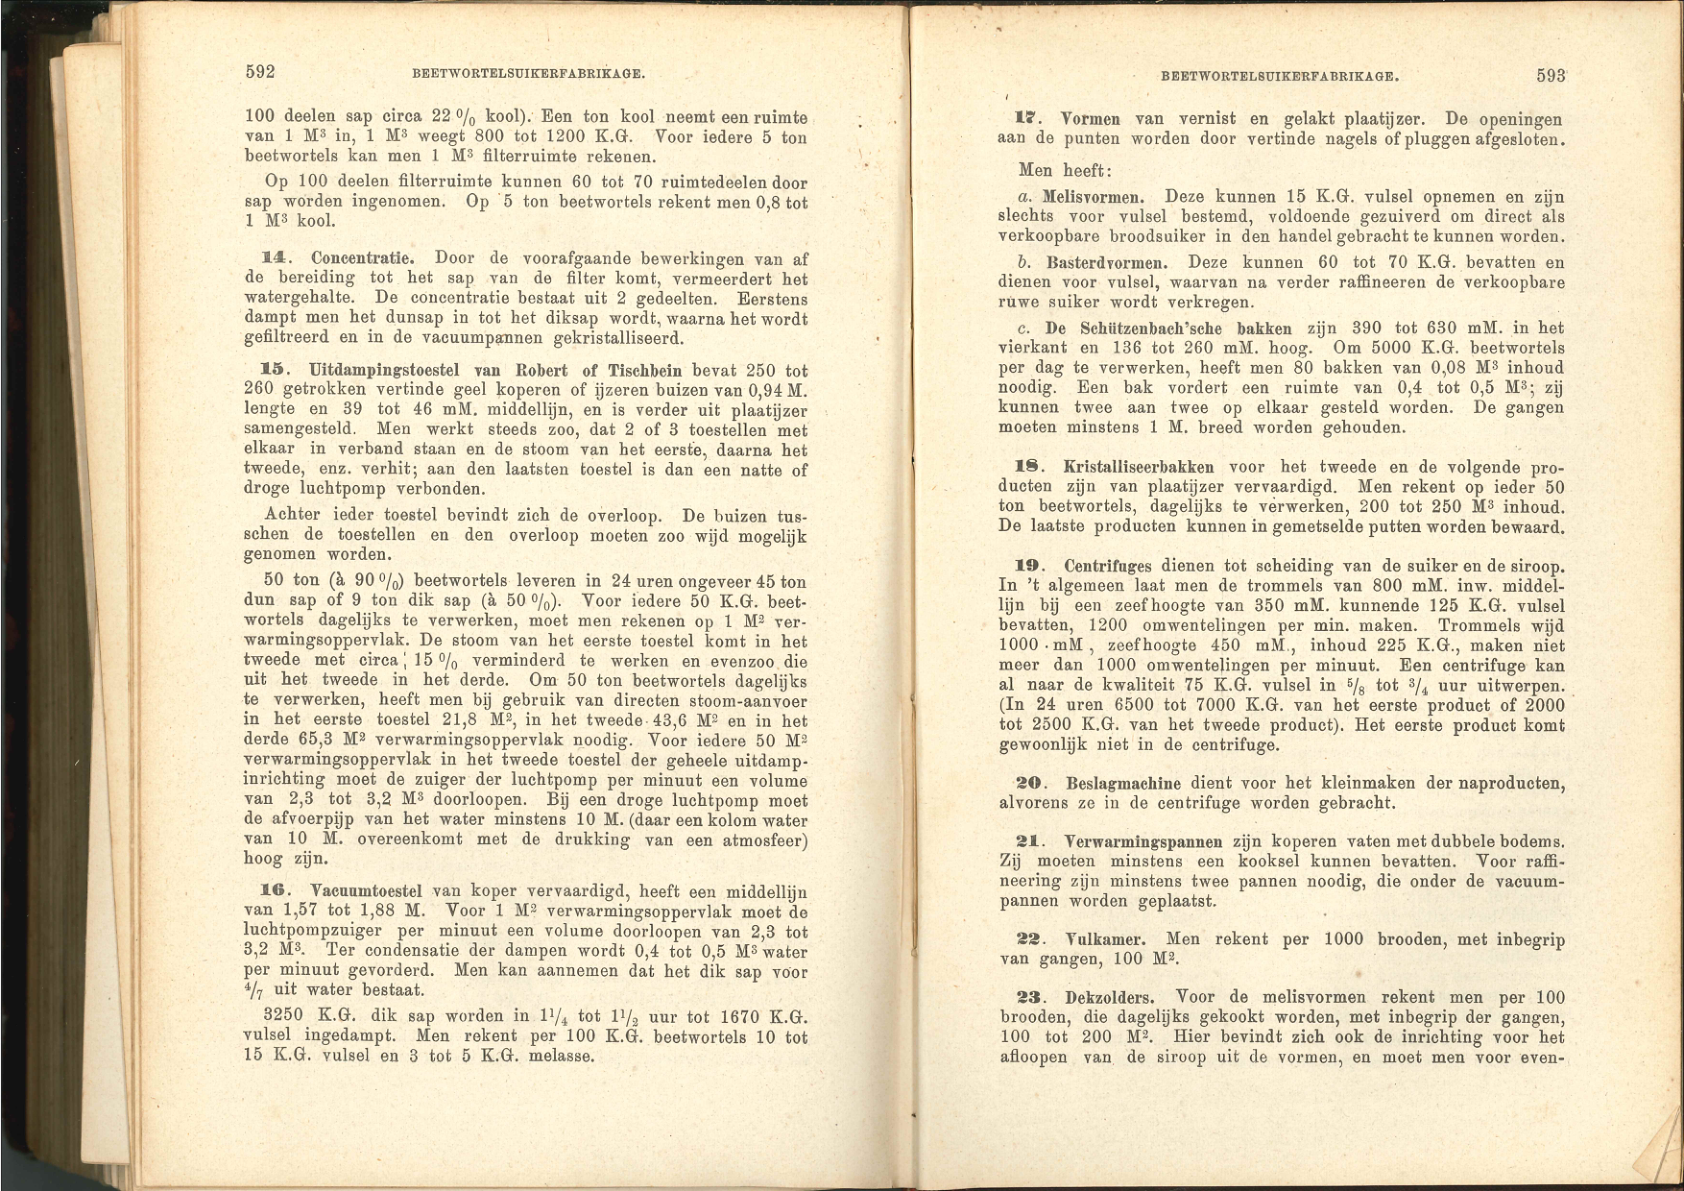 592
BEETWORTELSUIKERFABRIKAGE.
100 deelen sap circa 22 % kool). Een ton kool neemt een ruimte
van 1 M³ in, 1 M³ weegt 800 tot 1200 K.G. Voor iedere 5 ton
beetwortels kan men 1 M³ filterruimte rekenen.
Op 100 deelen filterruimte kunnen 60 tot 70 ruimtedeelen door
sap worden ingenomen. Op 5 ton beetwortels rekent men 0,8 tot
1 M³ kool.
14. Concentratie. Door de voorafgaande bewerkingen van af
de bereiding tot het sap van de filter komt, vermeerdert het
watergehalte. De concentratie bestaat uit 2 gedeelten. Eerstens
dampt men het dunsap in tot het diksap wordt, waarna het wordt
gefiltreerd en in de vacuumpannen gekristalliseerd.
15. Uitdampingstoestel van Robert of Tischbein bevat 250 tot
260 getrokken vertinde geel koperen of ijzeren buizen van 0,94 M.
lengte en 39 tot 46 mM. middellijn, en is verder uit plaatijzer
samengesteld. Men werkt steeds zoo, dat 2 of 3 toestellen met
elkaar in verband staan en de stoom van het eerste, daarna het
tweede, enz. verhit; aan den laatsten toestel is dan een natte of
droge luchtpomp verbonden.
Achter ieder toestel bevindt zich de overloop. De buizen tus-
schen de toestellen en den overloop moeten zoo wijd mogelijk
genomen worden.
50 ton (à 90 %) beetwortels leveren in 24 uren ongeveer 45 ton
dun sap of 9 ton dik sap (à 50 %). Voor iedere 50 K.G. beet-
wortels dagelijks te verwerken, moet men rekenen op 1 M² ver-
warmingsoppervlak. De stoom van het eerste toestel komt in het
tweede met circa 15 % verminderd te werken en evenzoo die
uit het tweede in het derde. Om 50 ton beetwortels dagelijks
te verwerken, heeft men bij gebruik van directen stoom-aanvoer
in het eerste toestel 21,8 M², in het tweede 43,6 M² en in het
derde 65,3 M² verwarmingsoppervlak noodig. Voor iedere 50 M²
verwarmingsoppervlak in het tweede toestel der geheele uitdamp-
inrichting moet de zuiger der luchtpomp per minuut een volume
van 2,3 tot 3,2 M³ doorloopen. Bij een droge luchtpomp moet
de afvoerpijp van het water minstens 10 M. (daar een kolom water
van 10 M. overeenkomt met de drukking van een atmosfeer)
hoog zijn.
16. Vacuumtoestel van koper vervaardigd, heeft een middellijn
van 1,57 tot 1,88 M. Voor 1 M² verwarmingsoppervlak moet de
luchtpompzuiger per minuut een volume doorloopen van 2,3 tot
3,2 M³. Ter condensatie der dampen wordt 0,4 tot 0,5 M³ water
per minuut gevorderd. Men kan aannemen dat het dik sap voor
4/7 uit water bestaat.
3250 K.G. dik sap worden in 1 1/4 tot 1 1/2 uur tot 1670 K.G.
vulsel ingedampt. Men rekent per 100 K.G. beetwortels 10 tot
15 K.G. vulsel en 3 tot 5 K.G. melasse.
BEETWORTELSUIKERFABRIKAGE.
593
17. Vormen van vernist en gelakt plaatijzer. De openingen
aan de punten worden door vertinde nagels of pluggen afgesloten.
Men heeft:
a. Melisvormen. Deze kunnen 15 K.G. vulsel opnemen en zijn
slechts voor vulsel bestemd, voldoende gezuiverd om direct als
verkoopbare broodsuiker in den handel gebracht te kunnen worden.
b. Basterdvormen. Deze kunnen 60 tot 70 K.G. bevatten en
dienen voor vulsel, waarvan na verder raffineeren de verkoopbare
ruwe suiker wordt verkregen.
c. De Schützenbach'sche bakken zijn 390 tot 630 mM. in het
vierkant en 136 tot 260 mM. hoog. Om 5000 K.G. beetwortels
per dag te verwerken, heeft men 80 bakken van 0,08 M³ inhoud
noodig. Een bak vordert een ruimte van 0,4 tot 0,5 M³; zij
kunnen twee aan twee op elkaar gesteld worden. De gangen
moeten minstens 1 M. breed worden gehouden.
18. Kristalliseerbakken voor het tweede en de volgende pro-
ducten zijn van plaatijzer vervaardigd. Men rekent op ieder 50
ton beetwortels, dagelijks te verwerken, 200 tot 250 M³ inhoud.
De laatste producten kunnen in gemetselde putten worden bewaard.
19. Centrifuges dienen tot scheiding van de suiker en de siroop.
In 't algemeen laat men de trommels van 800 mM. inw. middel-
lijn bij een zeefhoogte van 350 mM. kunnende 125 K.G. vulsel
bevatten, 1200 omwentelingen per min. maken. Trommels wijd
1000 mM, zeefhoogte 450 mM., inhoud 225 K.G., maken niet
meer dan 1000 omwentelingen per minuut. Een centrifuge kan
al naar de kwaliteit 75 K.G. vulsel in 5/8 tot 3/4 uur uitwerpen.
(In 24 uren 6500 tot 7000 K.G. van het eerste product of 2000
tot 2500 K.G. van het tweede product). Het eerste product komt
gewoonlijk niet in de centrifuge.
20. Beslagmachine dient voor het kleinmaken der naproducten,
alvorens ze in de centrifuge worden gebracht.
21. Verwarmingspannen zijn koperen vaten met dubbele bodems.
Zij moeten minstens een kooksel kunnen bevatten. Voor raffi-
neering zijn minstens twee pannen noodig, die onder de vacuum-
pannen worden geplaatst.
22. Vulkamer. Men rekent per 1000 brooden, met inbegrip
van gangen, 100 M².
23. Dekzolders. Voor de melisvormen rekent men per 100
brooden, die dagelijks gekookt worden, met inbegrip der gangen,
100 tot 200 M². Hier bevindt zich ook de inrichting voor het
afloopen van de siroop uit de vormen, en moet men voor even-